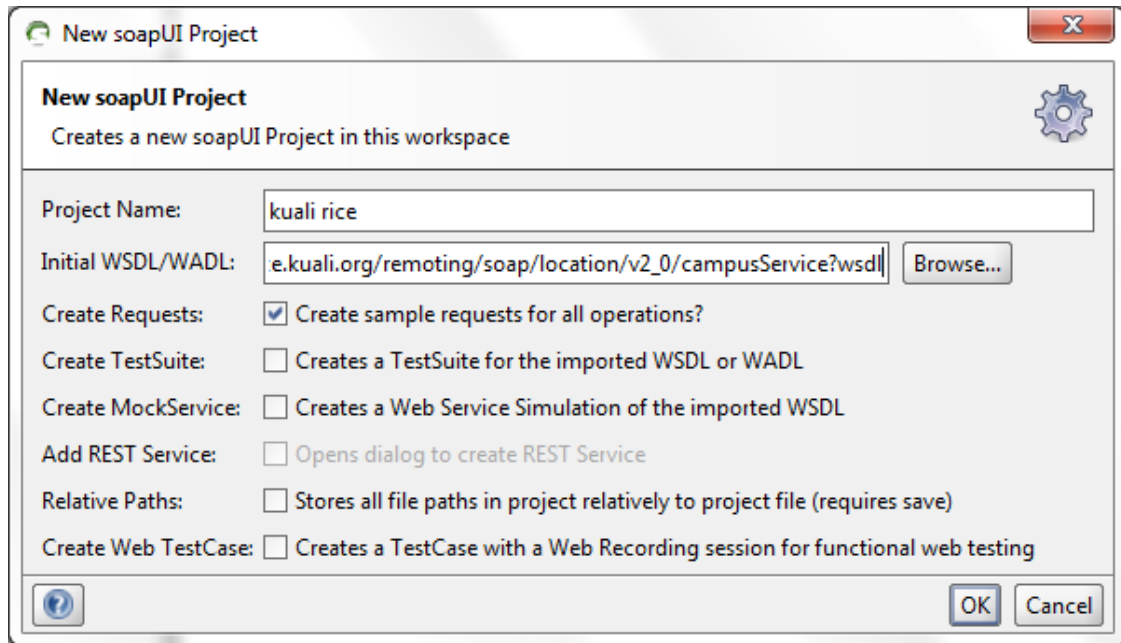 New soapUI Project
New soapUI Project
Creates a new soapUI Project in this workspace
Project Name: kuali rice
Initial WSDL/WADL: :e.kuali.org/remoting/soap/location/v2_0/campusService?wsdl Browse...
Create Requests: Create sample requests for all operations?
Create TestSuite: Creates a TestSuite for the imported WSDL or WADL
Create MockService: Creates a Web Service Simulation of the imported WSDL
Add REST Service: Opens dialog to create REST Service
Relative Paths: Stores all file paths in project relatively to project file (requires save)
Create Web TestCase: Creates a TestCase with a Web Recording session for functional web testing
? OK Cancel